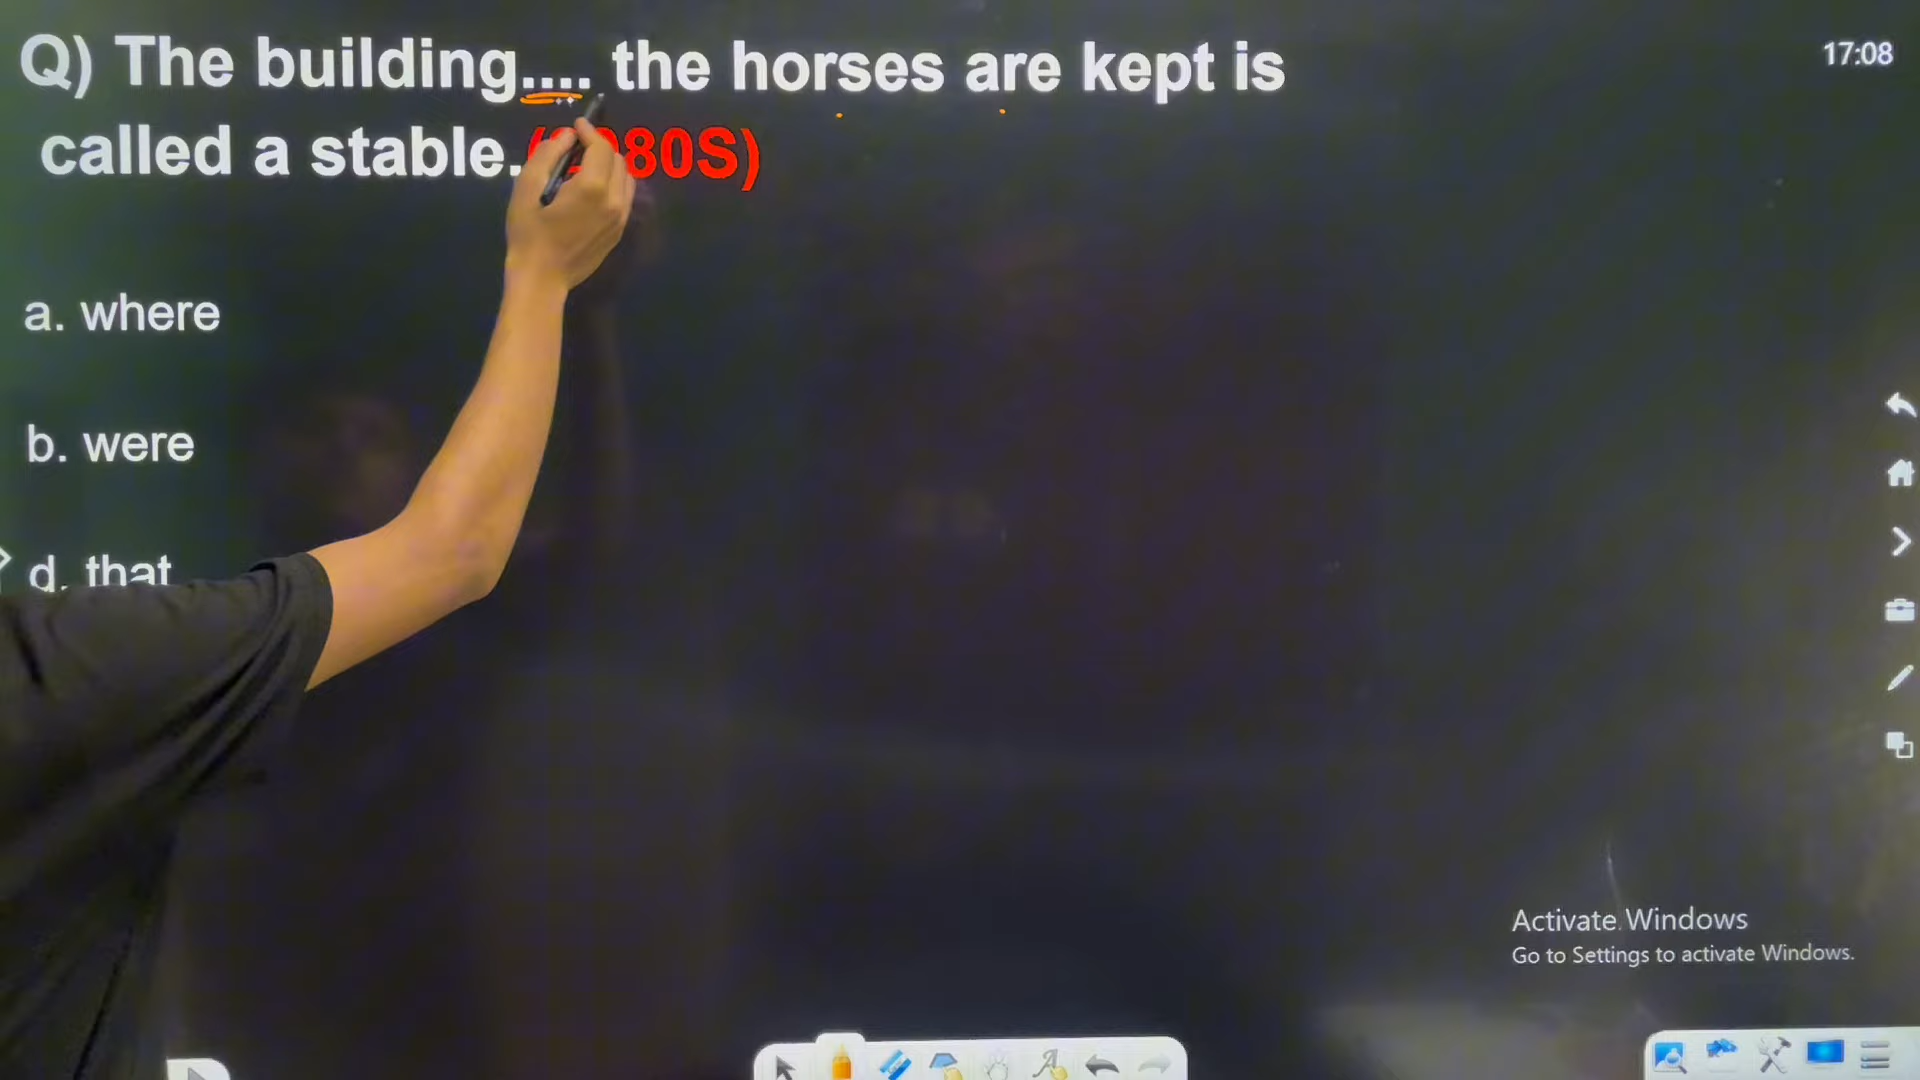 Q) The building.... the horses are kept is
called a stable. 80S)
a. where
b. were
d. that
17:08
Activate Windows
Go to Settings to activate Windows.